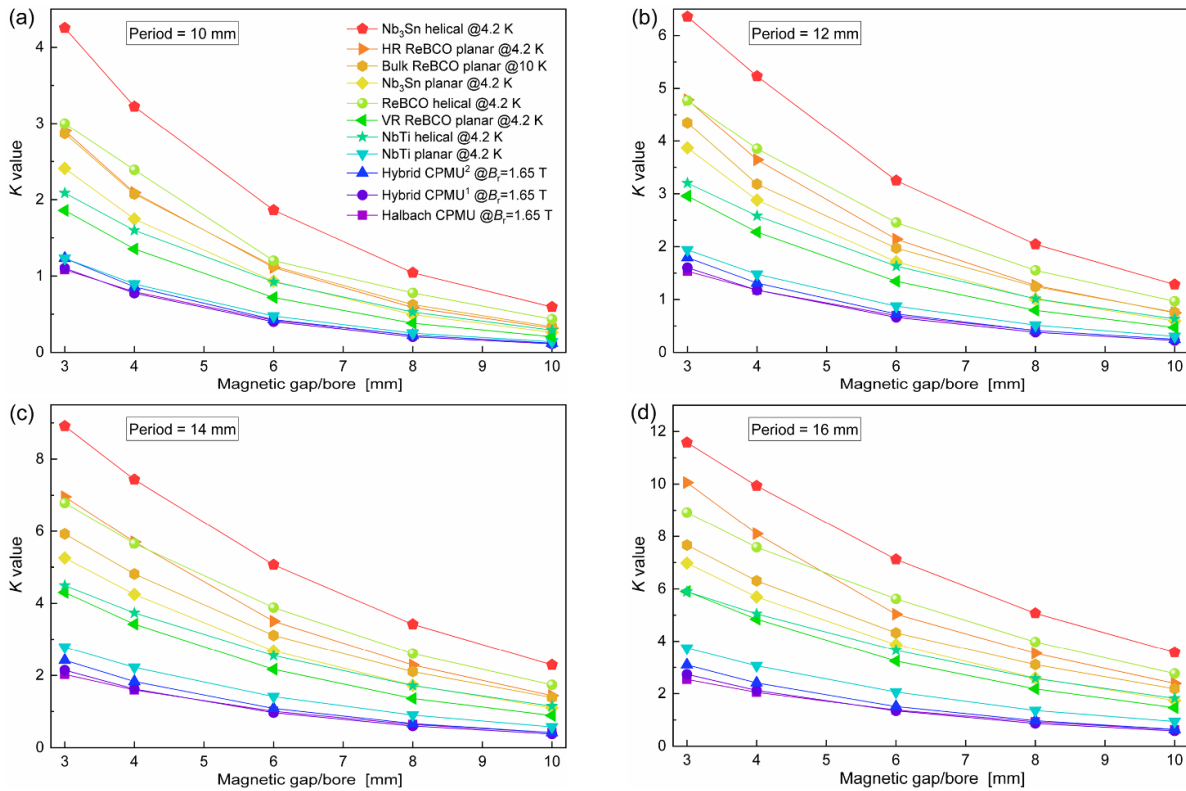 (a)
Period = 10 mm
Nb₃Sn helical @4.2 K
HR ReBCO planar @4.2 K
Bulk ReBCO planar @10 K
Nb₃Sn planar @4.2 K
ReBCO helical @4.2 K
VR ReBCO planar @4.2 K
NbTi helical @4.2 K
NbTi planar @4.2 K
Hybrid CPMU² @Bᵣ=1.65 T
Hybrid CPMU¹ @Bᵣ=1.65 T
Halbach CPMU @Bᵣ=1.65 T
K value
4
3
2
1
0
3 4 5 6 7 8 9 10
Magnetic gap/bore [mm]
(b)
Period = 12 mm
K value
6
5
4
3
2
1
0
3 4 5 6 7 8 9 10
Magnetic gap/bore [mm]
(c)
Period = 14 mm
K value
8
6
4
2
0
3 4 5 6 7 8 9 10
Magnetic gap/bore [mm]
(d)
Period = 16 mm
K value
12
10
8
6
4
2
0
3 4 5 6 7 8 9 10
Magnetic gap/bore [mm]